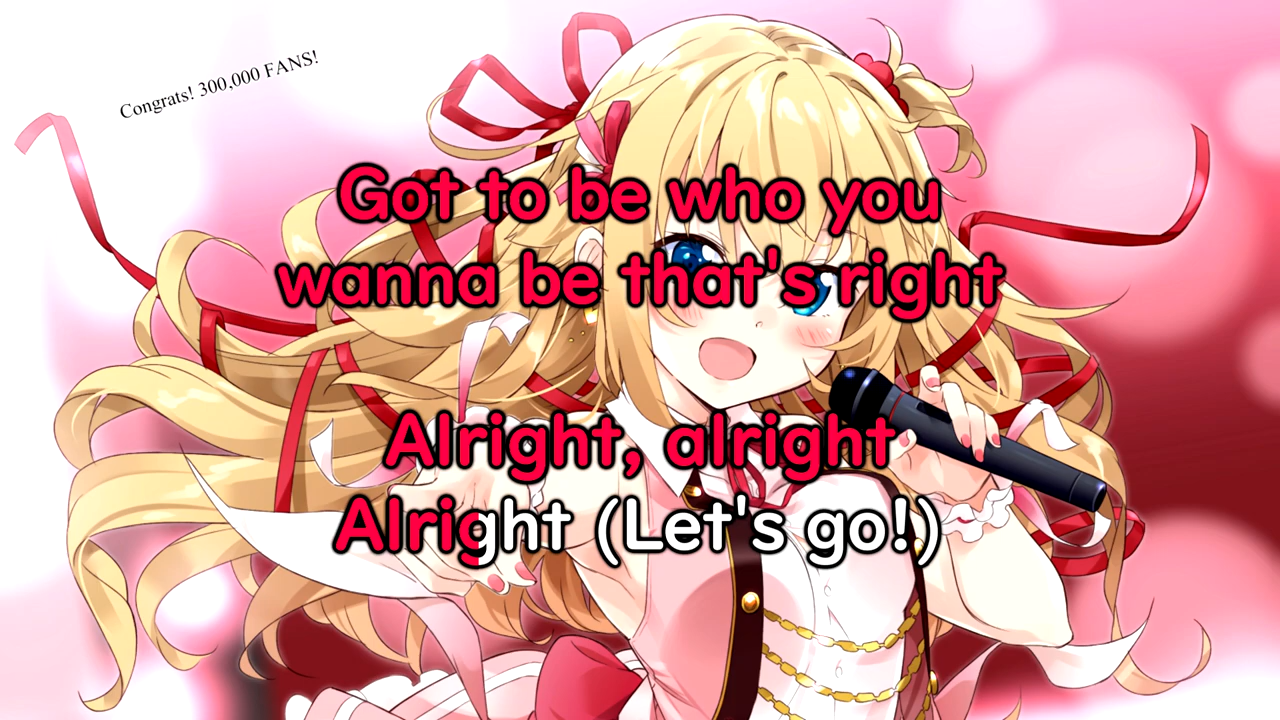 Congrats! 300,000 FANS!
Got to be who you
wanna be that's right
Alright, alright
Alright (Let's go!)